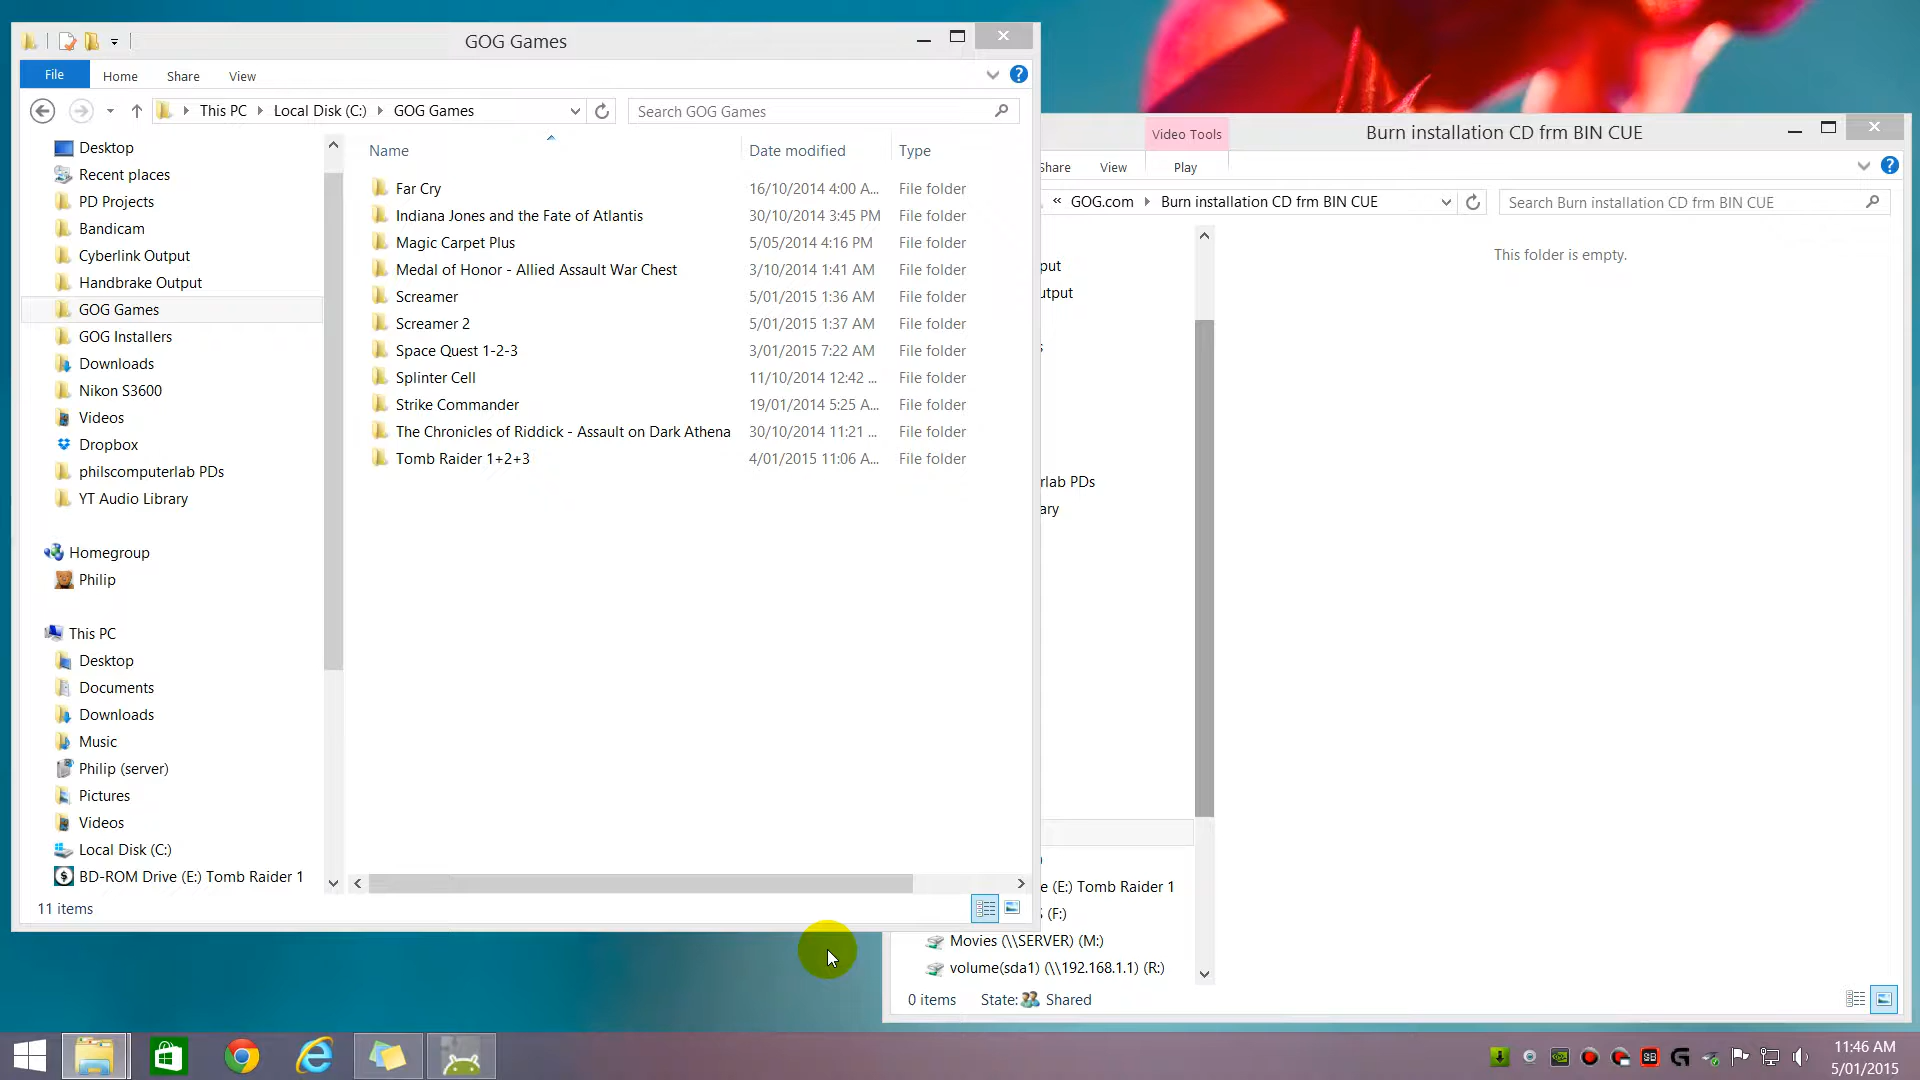 GOG Games
File Home Share View
This PC Local Disk (C:) GOG Games
Search GOG Games
Name Date modified Type
Far Cry 16/10/2014 4:00 A... File folder
Indiana Jones and the Fate of Atlantis 30/10/2014 3:45 PM File folder
Magic Carpet Plus 5/05/2014 4:16 PM File folder
Medal of Honor - Allied Assault War Chest 3/10/2014 1:41 AM File folder
Screamer 5/01/2015 1:36 AM File folder
Screamer 2 5/01/2015 1:37 AM File folder
Space Quest 1-2-3 3/01/2015 7:22 AM File folder
Splinter Cell 11/10/2014 12:42 ... File folder
Strike Commander 19/01/2014 5:25 A... File folder
The Chronicles of Riddick - Assault on Dark Athena 30/10/2014 11:21 ... File folder
Tomb Raider 1+2+3 4/01/2015 11:06 A... File folder
Desktop
Recent places
PD Projects
Bandicam
Cyberlink Output
Handbrake Output
GOG Games
GOG Installers
Downloads
Nikon S3600
Videos
Dropbox
philscomputerlab PDs
YT Audio Library
Homegroup
Philip
This PC
Desktop
Documents
Downloads
Music
Philip (server)
Pictures
Videos
Local Disk (C:)
BD-ROM Drive (E:) Tomb Raider 1
11 items
Video Tools
Burn installation CD frm BIN CUE
Share View Play
« GOG.com Burn installation CD frm BIN CUE
Search Burn installation CD frm BIN CUE
This folder is empty.
put
utput
s
rlab PDs
ary
)
e (E:) Tomb Raider 1
S (F:)
Movies (\\SERVER) (M:)
volume(sda1) (\\192.168.1.1) (R:)
0 items State: Shared
11:46 AM
5/01/2015